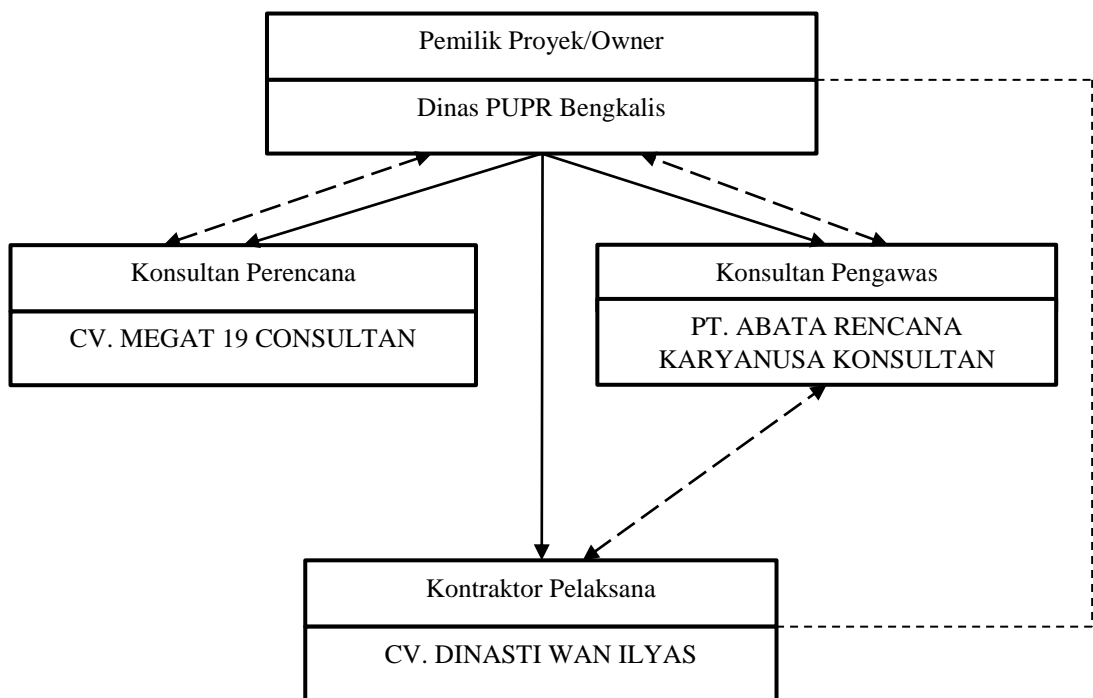 Pemilik Proyek/Owner
Dinas PUPR Bengkalis
Konsultan Perencana
CV. MEGAT 19 CONSULTAN
Konsultan Pengawas
PT. ABATA RENCANA
KARYANUSA KONSULTAN
Kontraktor Pelaksana
CV. DINASTI WAN ILYAS